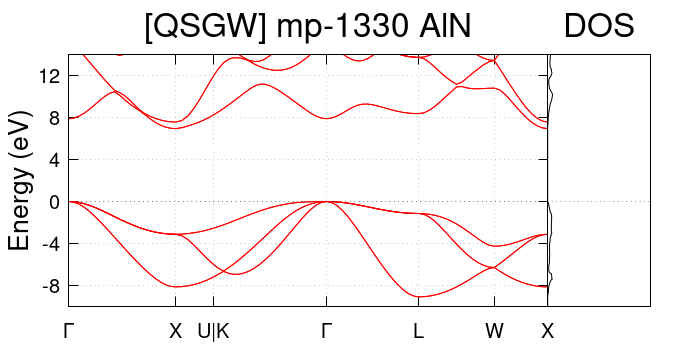 [QSGW] mp-1330 AlN DOS
Energy (eV)
12
8
4
0
-4
-8
Γ X U|K Γ L W X